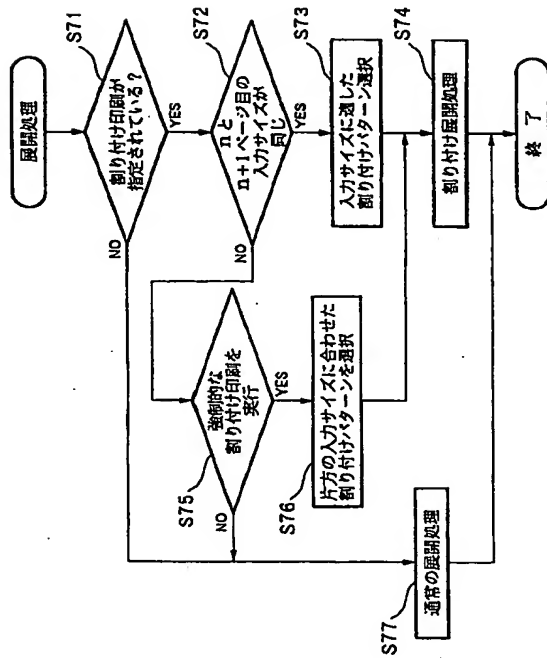 展開処理
S71
割り付け印刷が
指定されている？
YES
NO
S72
nと
n+1ページ目の
入力サイズが
同じ
YES
NO
S73
入力サイズに適した
割り付けパターン選択
S74
割り付け展開処理
S75
強制的な
割り付け印刷を
実行
YES
NO
S76
片方の入力サイズに合わせた
割り付けパターンを選択
S77
通常の展開処理
終了